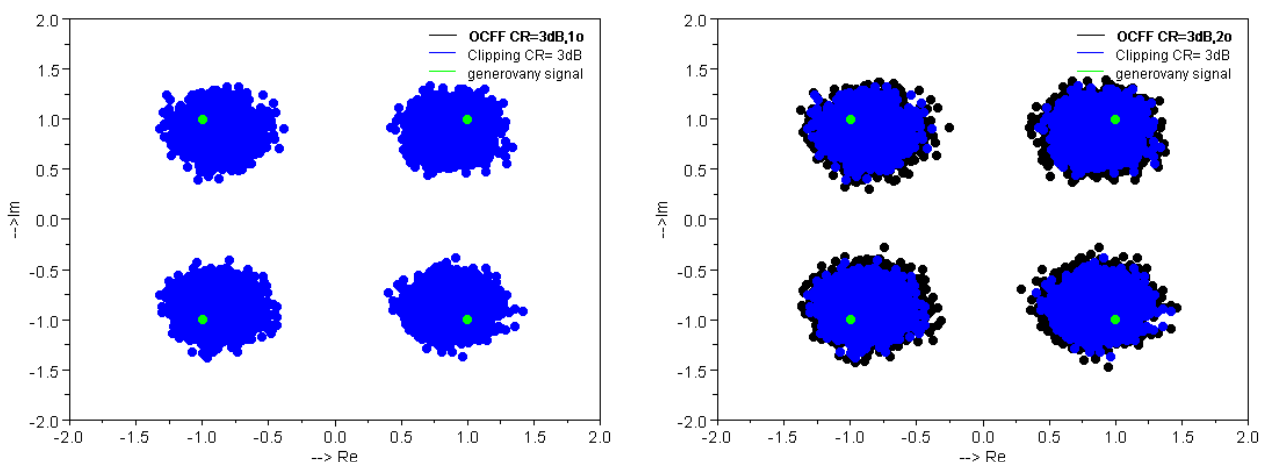 2.0
1.5
1.0
0.5
0.0
-0.5
-1.0
-1.5
-2.0
-->Im
OCFF CR=3dB,1o
Clipping CR= 3dB
generovany signal
-2.0 -1.5 -1.0 -0.5 0.0 0.5 1.0 1.5 2.0
--> Re
2.0
1.5
1.0
0.5
0.0
-0.5
-1.0
-1.5
-2.0
-->Im
OCFF CR=3dB,2o
Clipping CR= 3dB
generovany signal
-2.0 -1.5 -1.0 -0.5 0.0 0.5 1.0 1.5 2.0
--> Re